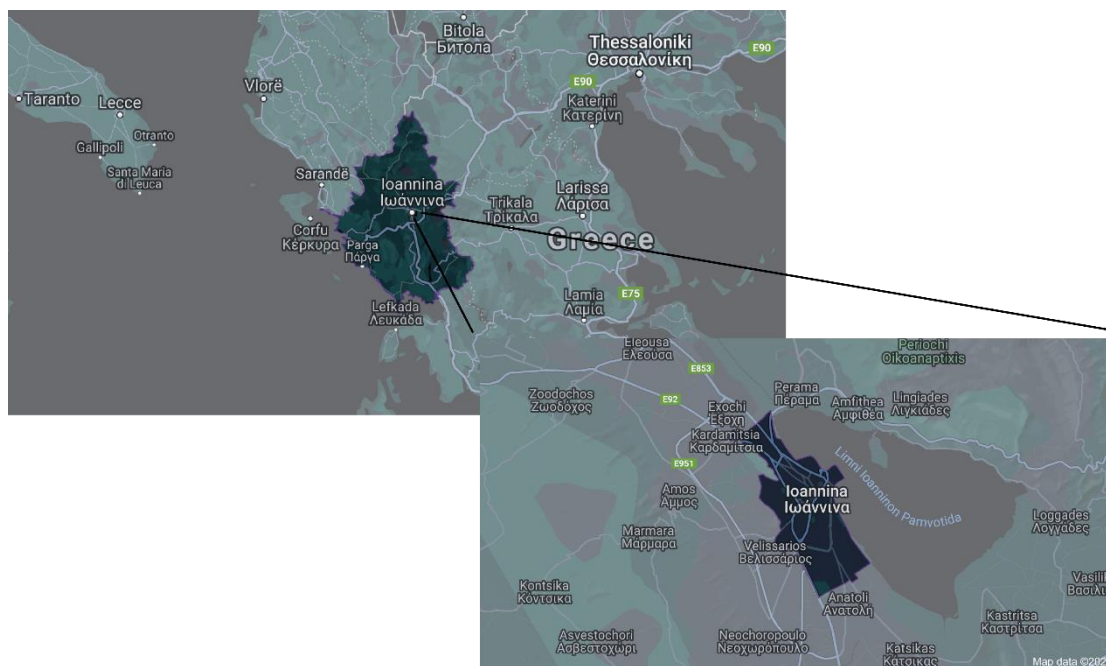 Bitola
Битола
Thessaloniki
Θεσσαλονίκη
E90
E90
Vlorë
Taranto
Lecce
Katerini
Κατερίνη
Otranto
Gallipoli
Santa Maria
di Leuca
Sarandë
Ioannina
Ιωάννινα
Trikala
Τρίκαλα
Larissa
Λάρισα
Corfu
Κέρκυρα
Parga
Πάργα
Greece
Lefkada
Λευκάδα
Lamia
Λαμία
E75
Eleousa
Ελεούσα
E853
Periochi
Oikoanaptixis
Zoodochos
Ζωοδόχος
E92
Perama
Πέραμα
Amfithea
Αμφιθέα
Lingiades
Λιγκιάδες
Exochi
Εξοχή
Kardamitsia
Καρδαμίτσια
E951
Limni Ioanninon Pamvotida
Amos
Άμμος
Ioannina
Ιωάννινα
Loggades
Λογγάδες
Marmara
Μάρμαρα
Velissarios
Βελισσάριος
Vasilik
Βασιλι
Kontsika
Κόντσικα
Anatoli
Ανατολή
Kastritsa
Καστρίτσα
Asvestochori
Ασβεστοχώρι
Neochoropoulo
Νεοχωρόπουλο
Katsikas
Κατσικάς
Map data ©202